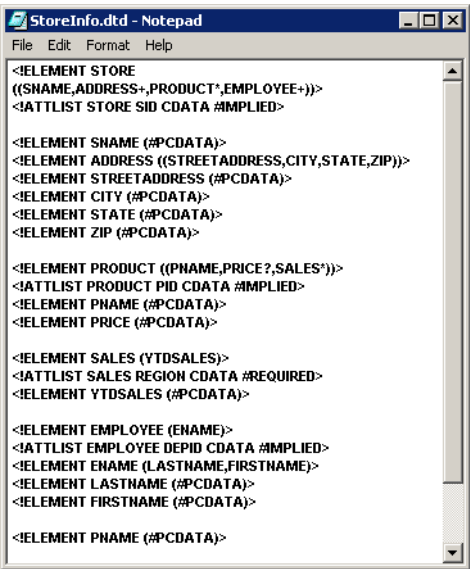 StoreInfo.dtd - Notepad
File Edit Format Help
<!ELEMENT STORE
((SNAME,ADDRESS+,PRODUCT*,EMPLOYEE+))>
<!ATTLIST STORE SID CDATA #IMPLIED>
<!ELEMENT SNAME (#PCDATA)>
<!ELEMENT ADDRESS ((STREETADDRESS,CITY,STATE,ZIP))>
<!ELEMENT STREETADDRESS (#PCDATA)>
<!ELEMENT CITY (#PCDATA)>
<!ELEMENT STATE (#PCDATA)>
<!ELEMENT ZIP (#PCDATA)>
<!ELEMENT PRODUCT ((PNAME,PRICE?,SALES*))>
<!ATTLIST PRODUCT PID CDATA #IMPLIED>
<!ELEMENT PNAME (#PCDATA)>
<!ELEMENT PRICE (#PCDATA)>
<!ELEMENT SALES (YTDSALES)>
<!ATTLIST SALES REGION CDATA #REQUIRED>
<!ELEMENT YTDSALES (#PCDATA)>
<!ELEMENT EMPLOYEE (ENAME)>
<!ATTLIST EMPLOYEE DEPID CDATA #IMPLIED>
<!ELEMENT ENAME (LASTNAME,FIRSTNAME)>
<!ELEMENT LASTNAME (#PCDATA)>
<!ELEMENT FIRSTNAME (#PCDATA)>
<!ELEMENT PNAME (#PCDATA)>